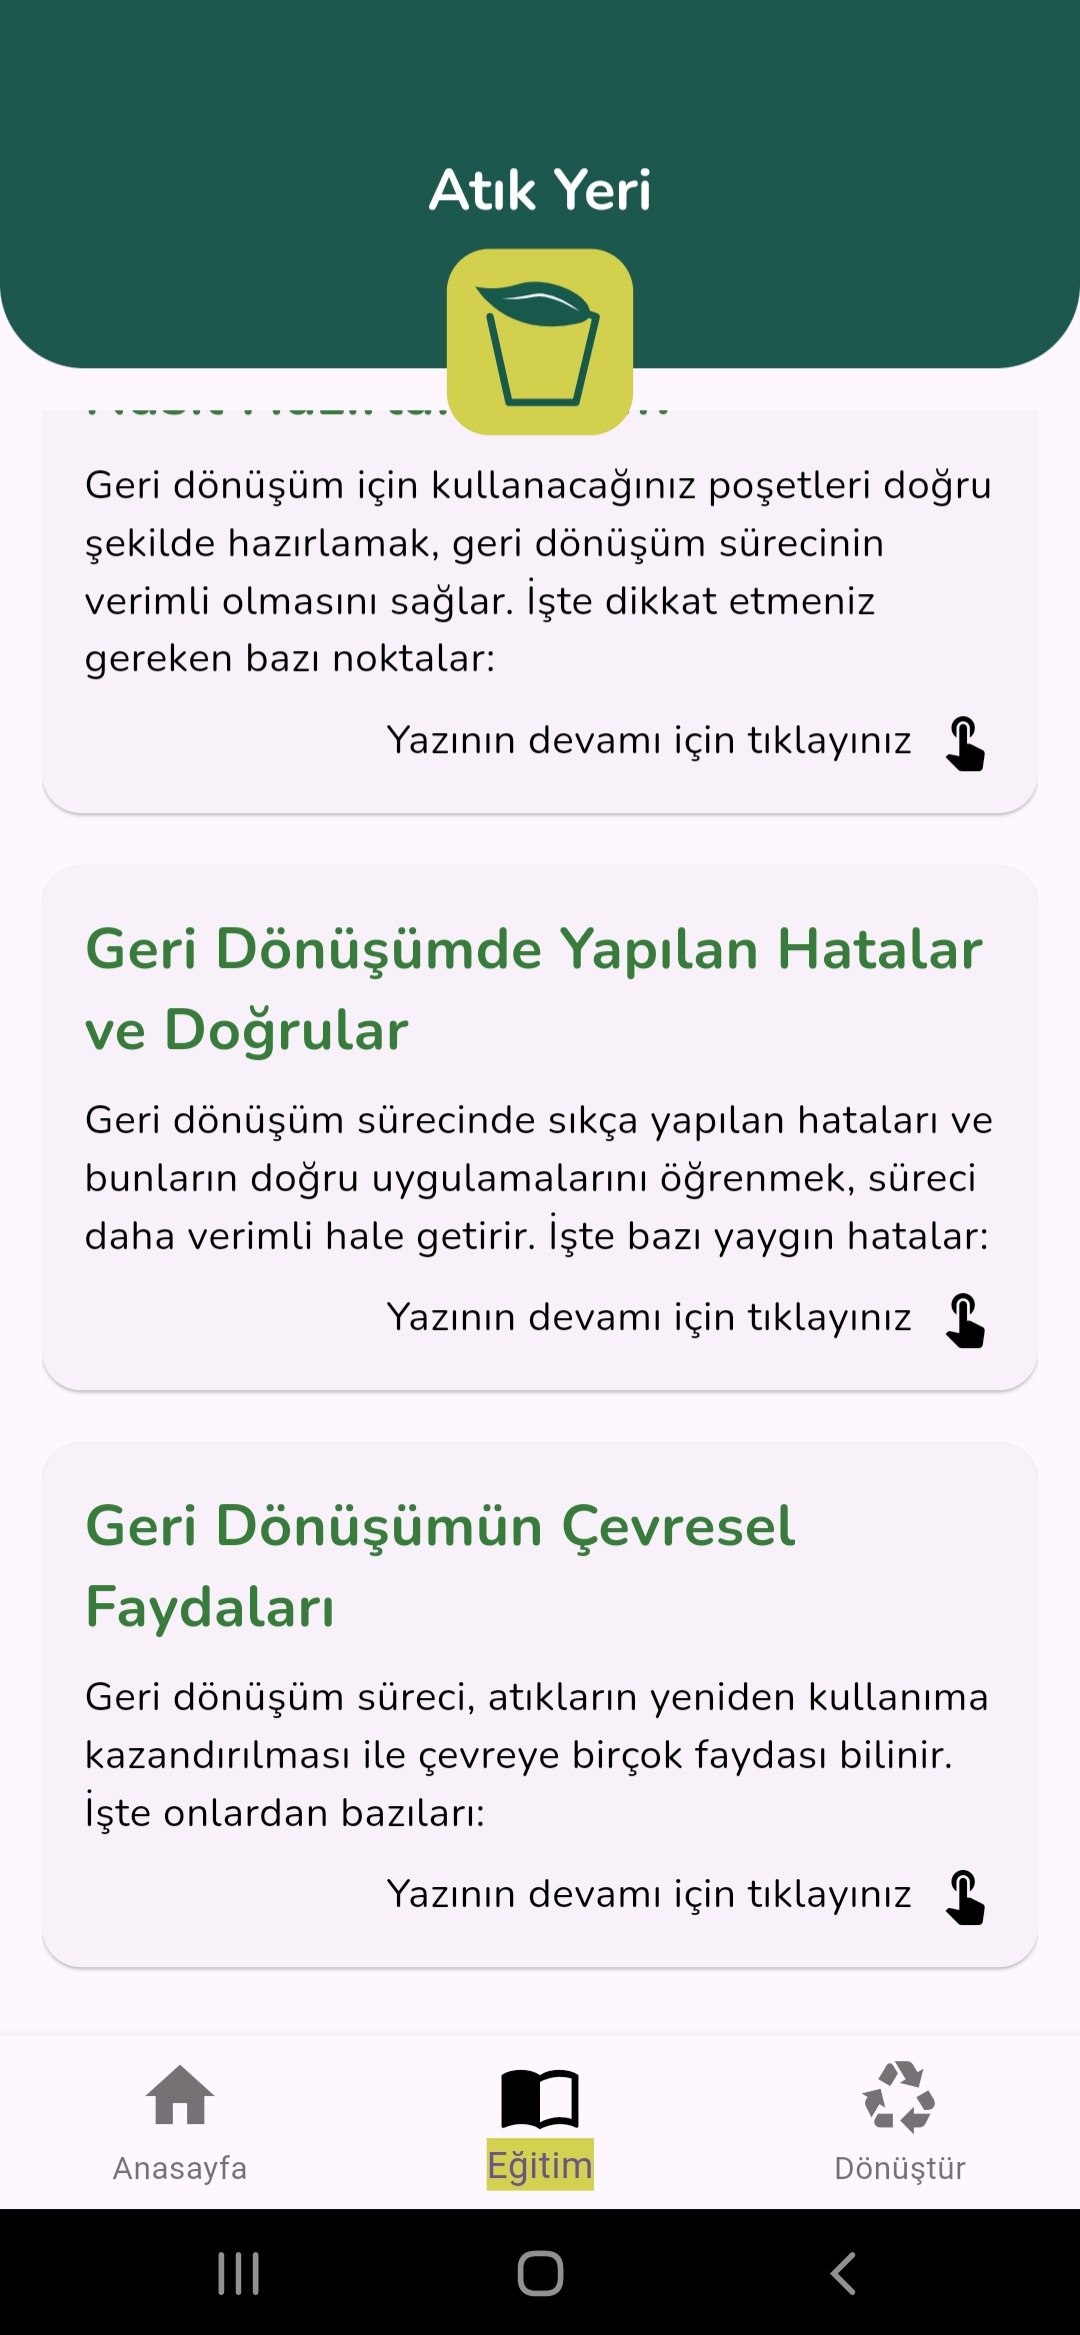 Atık Yeri
Geri dönüşüm için kullanacağınız poşetleri doğru
şekilde hazırlamak, geri dönüşüm sürecinin
verimli olmasını sağlar. İşte dikkat etmeniz
gereken bazı noktalar:
Yazının devamı için tıklayınız
Geri Dönüşümde Yapılan Hatalar
ve Doğrular
Geri dönüşüm sürecinde sıkça yapılan hataları ve
bunların doğru uygulamalarını öğrenmek, süreci
daha verimli hale getirir. İşte bazı yaygın hatalar:
Yazının devamı için tıklayınız
Geri Dönüşümün Çevresel
Faydaları
Geri dönüşüm süreci, atıkların yeniden kullanıma
kazandırılması ile çevreye birçok faydası bilinir.
İşte onlardan bazıları:
Yazının devamı için tıklayınız
Anasayfa
Eğitim
Dönüştür